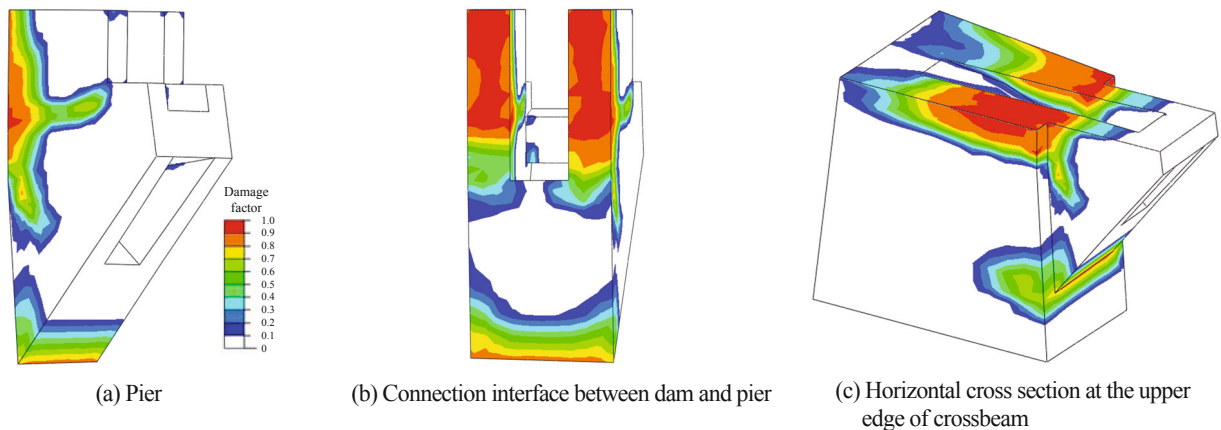 Damage
factor
1.0
0.9
0.8
0.7
0.6
0.5
0.4
0.3
0.2
0.1
0
(a) Pier
(b) Connection interface between dam and pier
(c) Horizontal cross section at the upper
edge of crossbeam